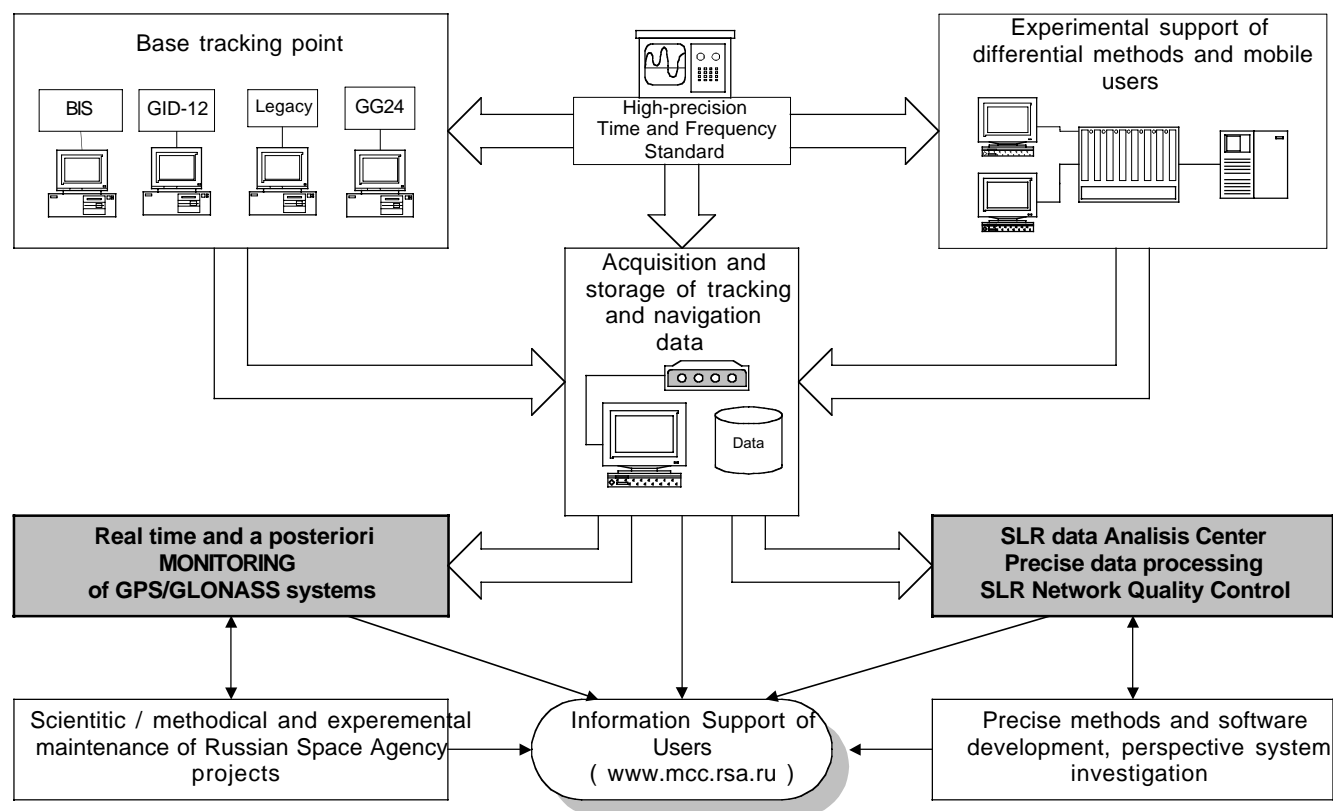 Base tracking point
BIS
GID-12
Legacy
GG24
High-precision
Time and Frequency
Standard
Experimental support of
differential methods and mobile
users
Acquisition and
storage of tracking
and navigation
data
Data
Real time and a posteriori
MONITORING
of GPS/GLONASS systems
SLR data Analisis Center
Precise data processing
SLR Network Quality Control
Scientitic / methodical and experemental
maintenance of Russian Space Agency
projects
Information Support of
Users
( www.mcc.rsa.ru )
Precise methods and software
development, perspective system
investigation